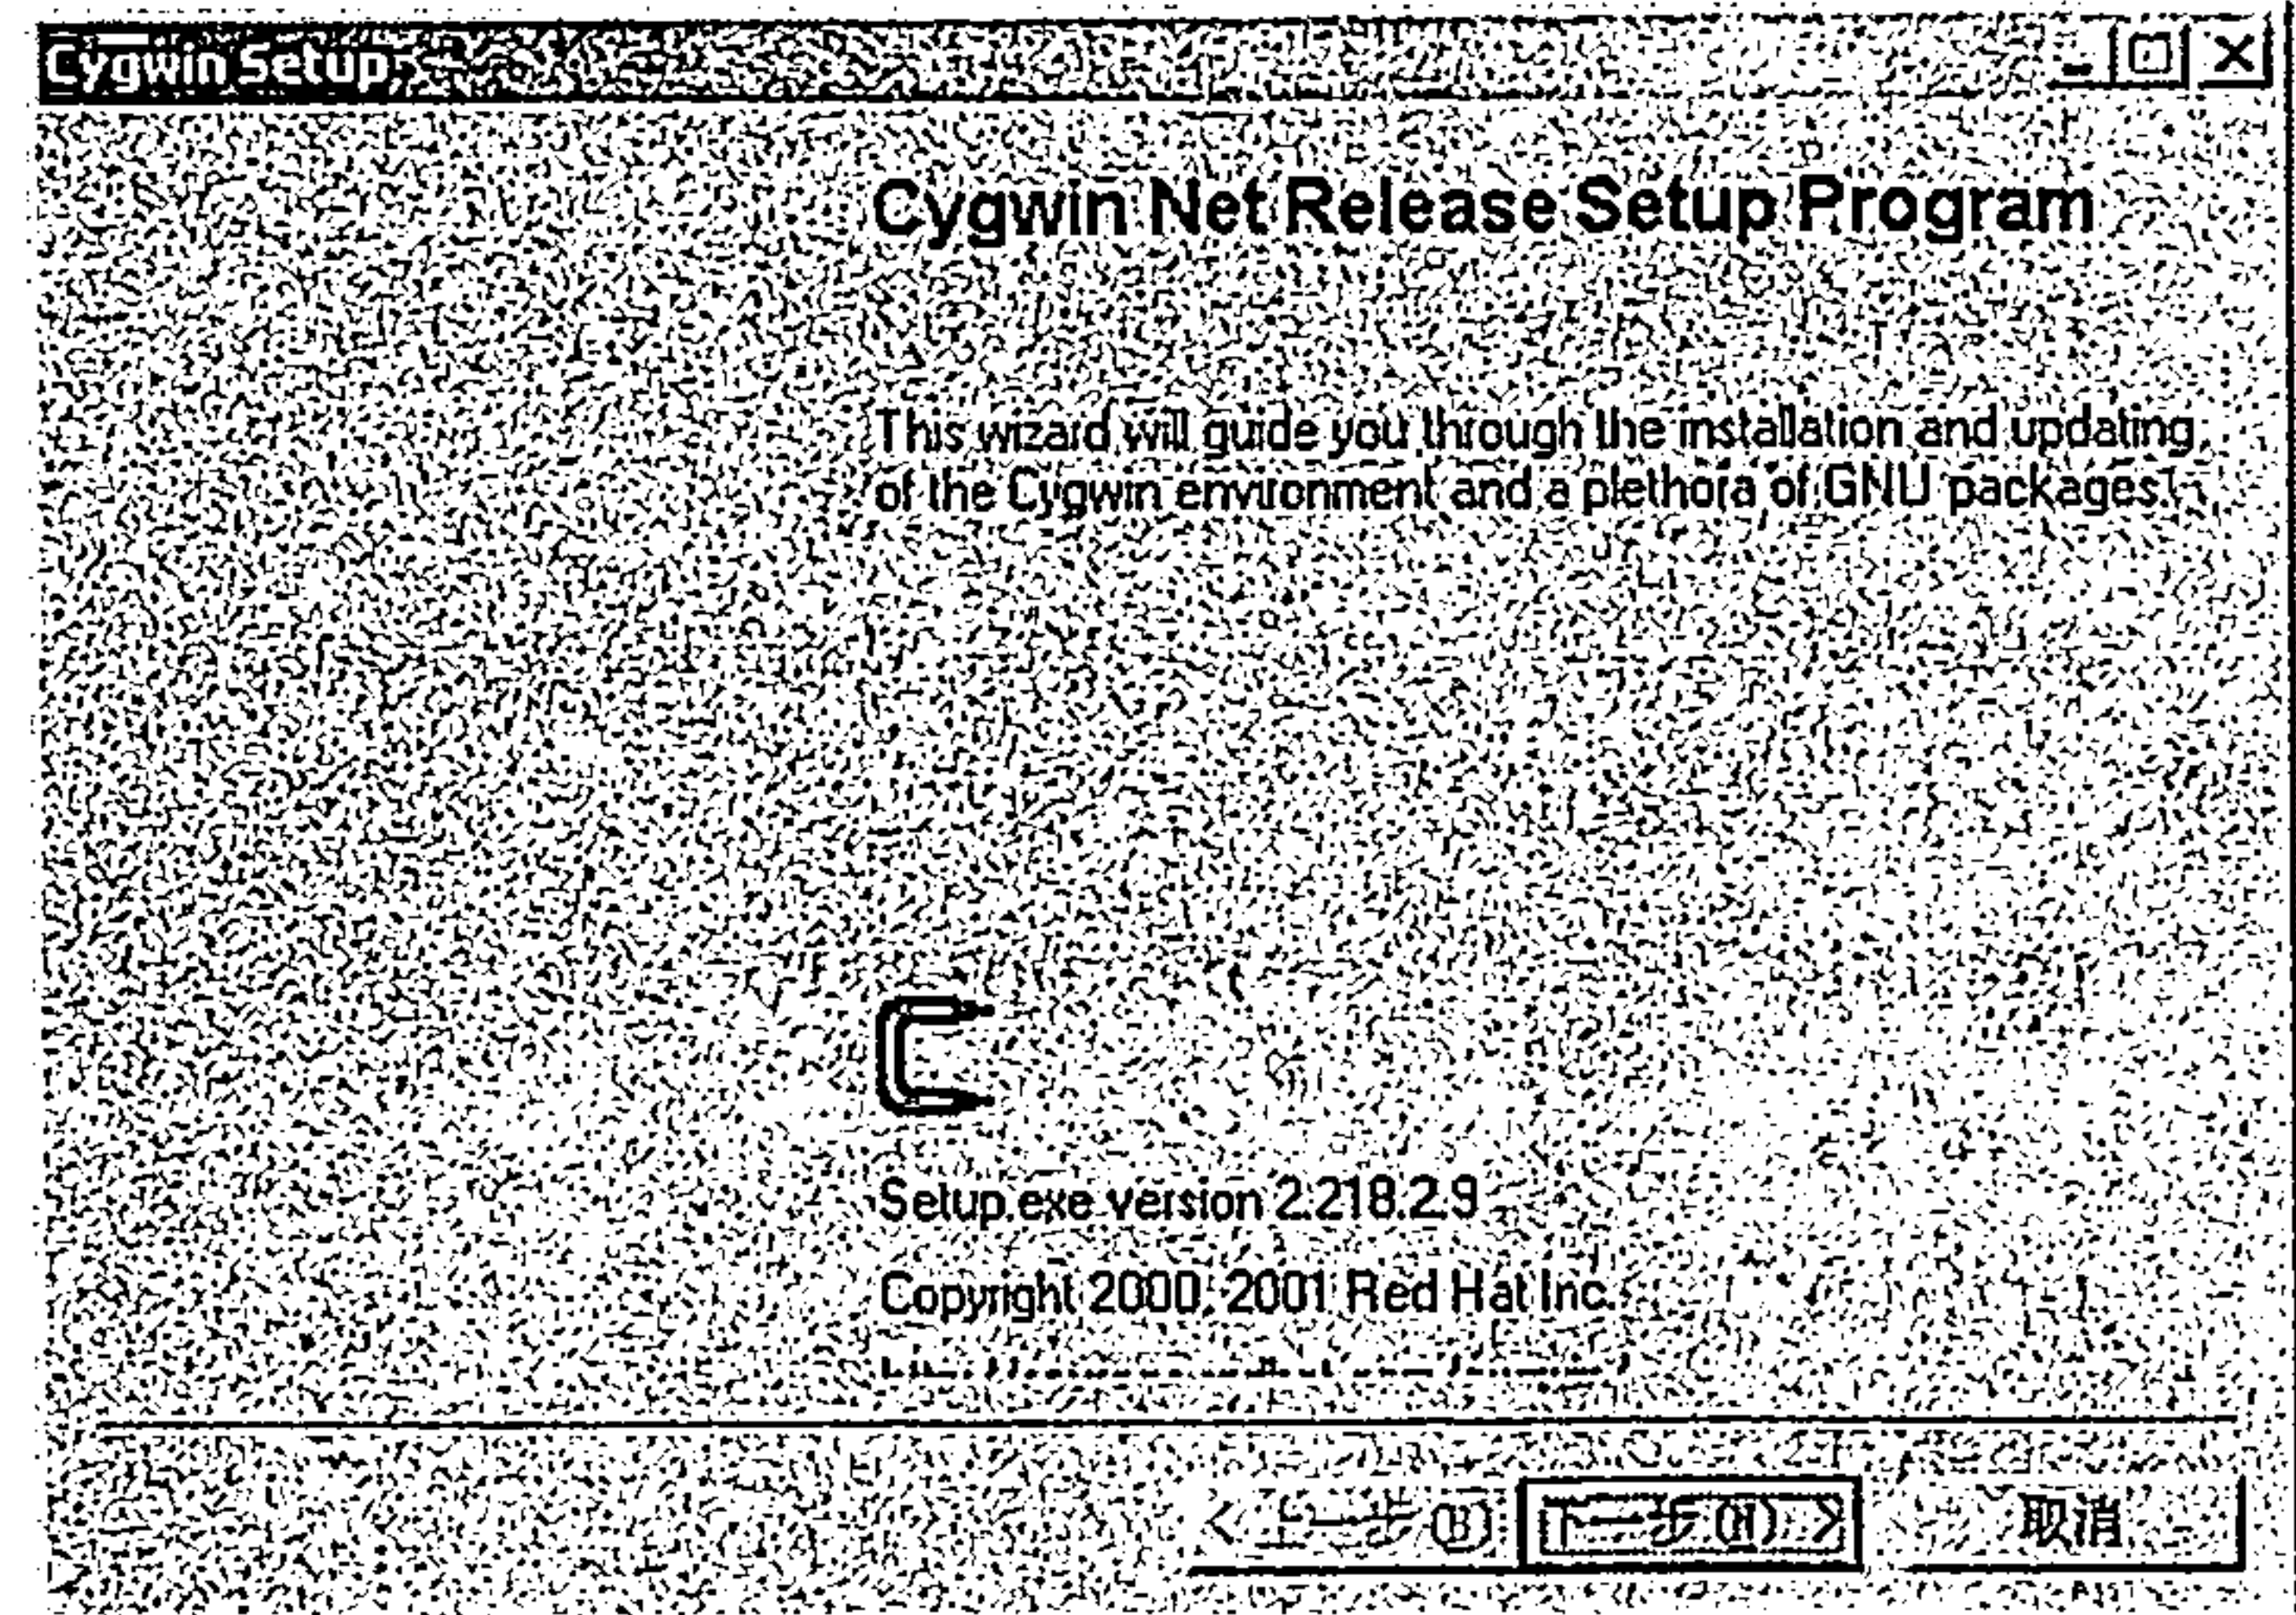 Cygwin Setup
Cygwin Net Release Setup Program
This wizard will guide you through the installation and updating
of the Cygwin environment and a plethora of GNU packages.
Setup.exe version 2.218.2.9
Copyright 2000, 2001 Red Hat Inc.
< 上一步(B) 下一步(N) > 取消